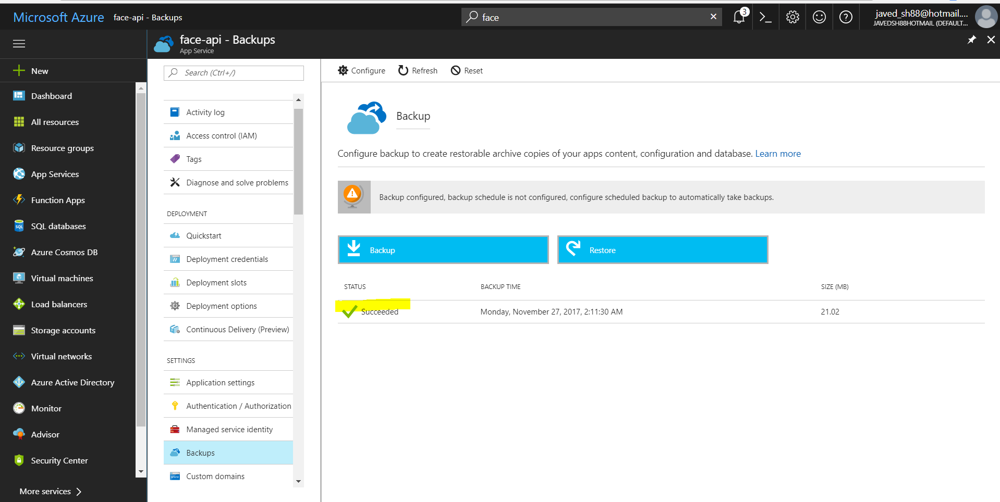 Microsoft Azure face-api - Backups
face
3
javed_sh88@hotmail....
JAVEDSH88HOTMAIL (DEFAULT...
New
Dashboard
All resources
Resource groups
App Services
Function Apps
SQL
SQL databases
Azure Cosmos DB
Virtual machines
Load balancers
Storage accounts
Virtual networks
Azure Active Directory
Monitor
Advisor
Security Center
More services
face-api - Backups
App Service
Search (Ctrl+/)
Activity log
Access control (IAM)
Tags
Diagnose and solve problems
DEPLOYMENT
Quickstart
Deployment credentials
Deployment slots
Deployment options
Continuous Delivery (Preview)
SETTINGS
Application settings
Authentication / Authorization
Managed service identity
Backups
www
Custom domains
Configure Refresh Reset
Backup
Configure backup to create restorable archive copies of your apps content, configuration and database. Learn more
Backup configured, backup schedule is not configured, configure scheduled backup to automatically take backups.
Backup Restore
STATUS BACKUP TIME SIZE (MB)
Succeeded Monday, November 27, 2017, 2:11:30 AM 21.02